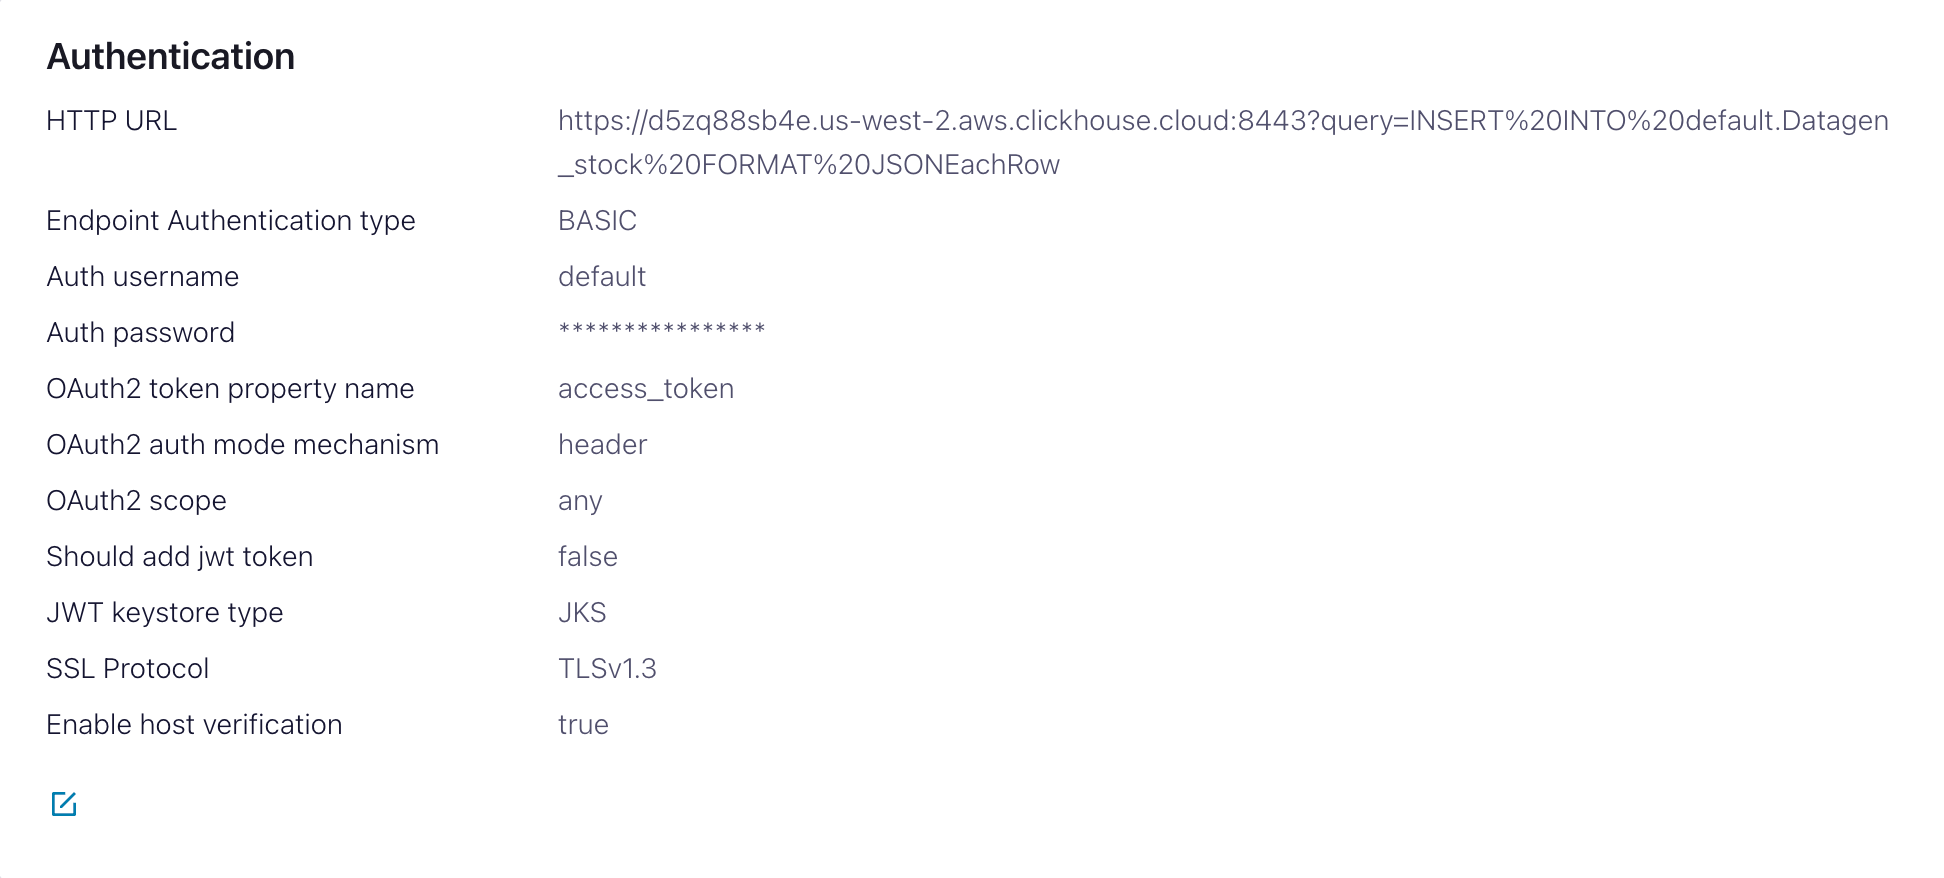 Authentication
HTTP URL https://d5zq88sb4e.us-west-2.aws.clickhouse.cloud:8443?query=INSERT%20INTO%20default.Datagen
_stock%20FORMAT%20JSONEachRow
Endpoint Authentication type BASIC
Auth username default
Auth password ****************
OAuth2 token property name access_token
OAuth2 auth mode mechanism header
OAuth2 scope any
Should add jwt token false
JWT keystore type JKS
SSL Protocol TLSv1.3
Enable host verification true